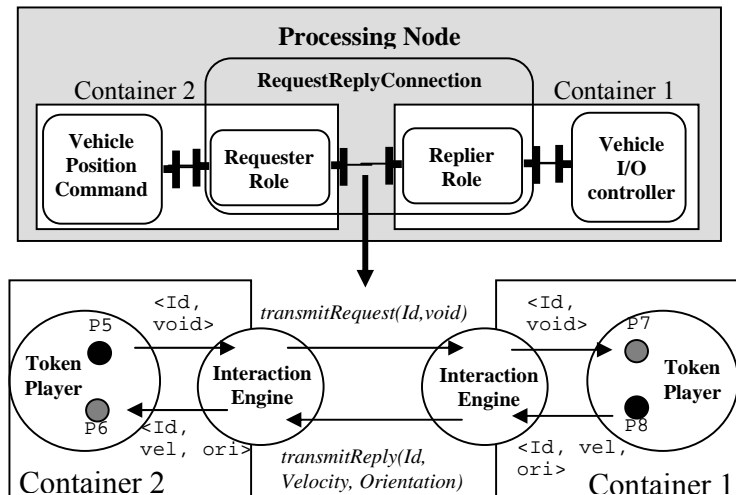 Processing Node
RequestReplyConnection
Container 2
Container 1
Vehicle
Position
Command
Requester
Role
Replier
Role
Vehicle
I/O
controller
<Id,
void>
transmitRequest(Id,void)
<Id,
void>
P5
Token
Player
P6
Interaction
Engine
Interaction
Engine
P7
Token
Player
P8
<Id,
vel, ori>
transmitReply(Id,
Velocity, Orientation)
<Id, vel,
ori>
Container 2
Container 1